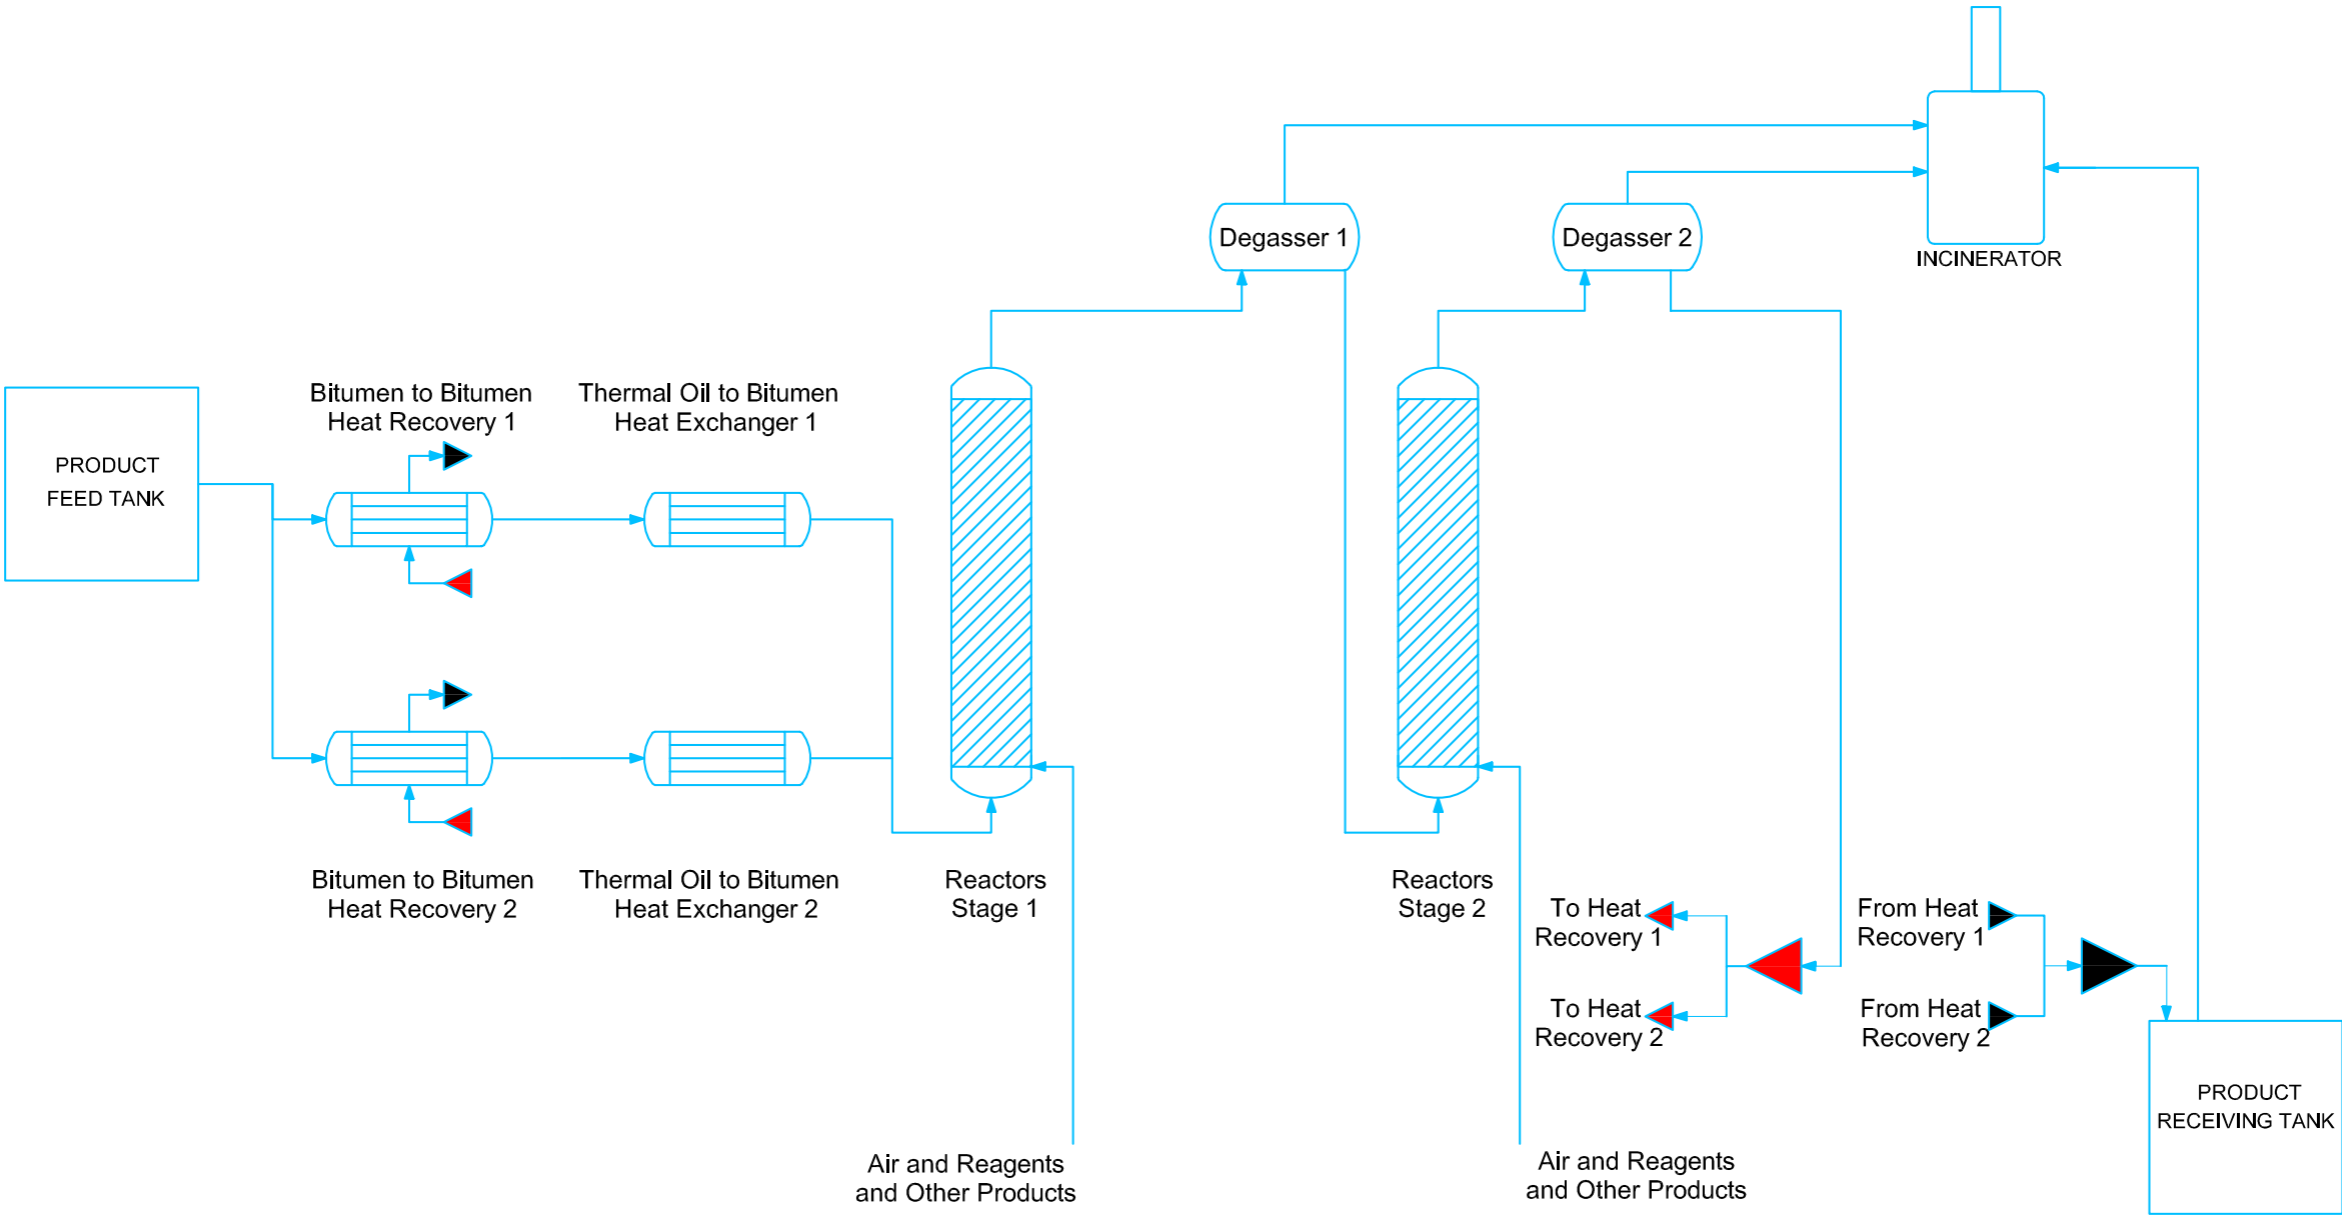 Degasser 1
Degasser 2
INCINERATOR
Bitumen to Bitumen
Heat Recovery 1
Thermal Oil to Bitumen
Heat Exchanger 1
PRODUCT
FEED TANK
Bitumen to Bitumen
Heat Recovery 2
Thermal Oil to Bitumen
Heat Exchanger 2
Reactors
Stage 1
Reactors
Stage 2
To Heat
Recovery 1
From Heat
Recovery 1
To Heat
Recovery 2
From Heat
Recovery 2
PRODUCT
RECEIVING TANK
Air and Reagents
and Other Products
Air and Reagents
and Other Products